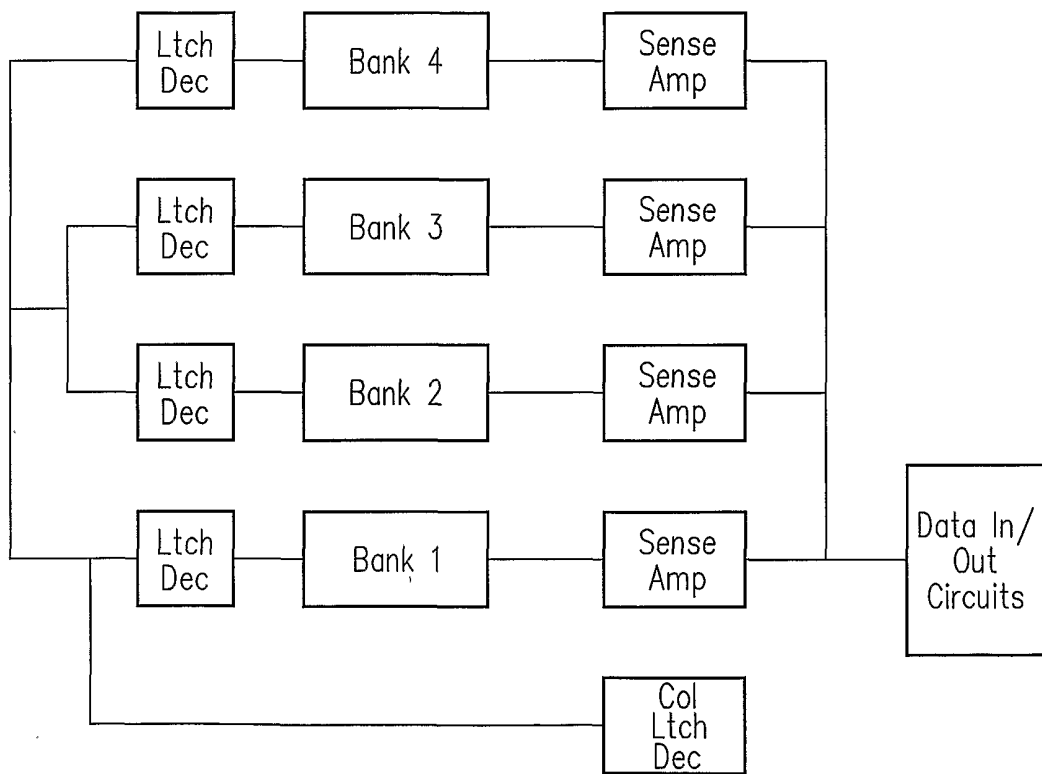 Ltch
Dec
Bank 4
Sense
Amp
Ltch
Dec
Bank 3
Sense
Amp
Ltch
Dec
Bank 2
Sense
Amp
Ltch
Dec
Bank 1
Sense
Amp
Data In/
Out
Circuits
Col
Ltch
Dec